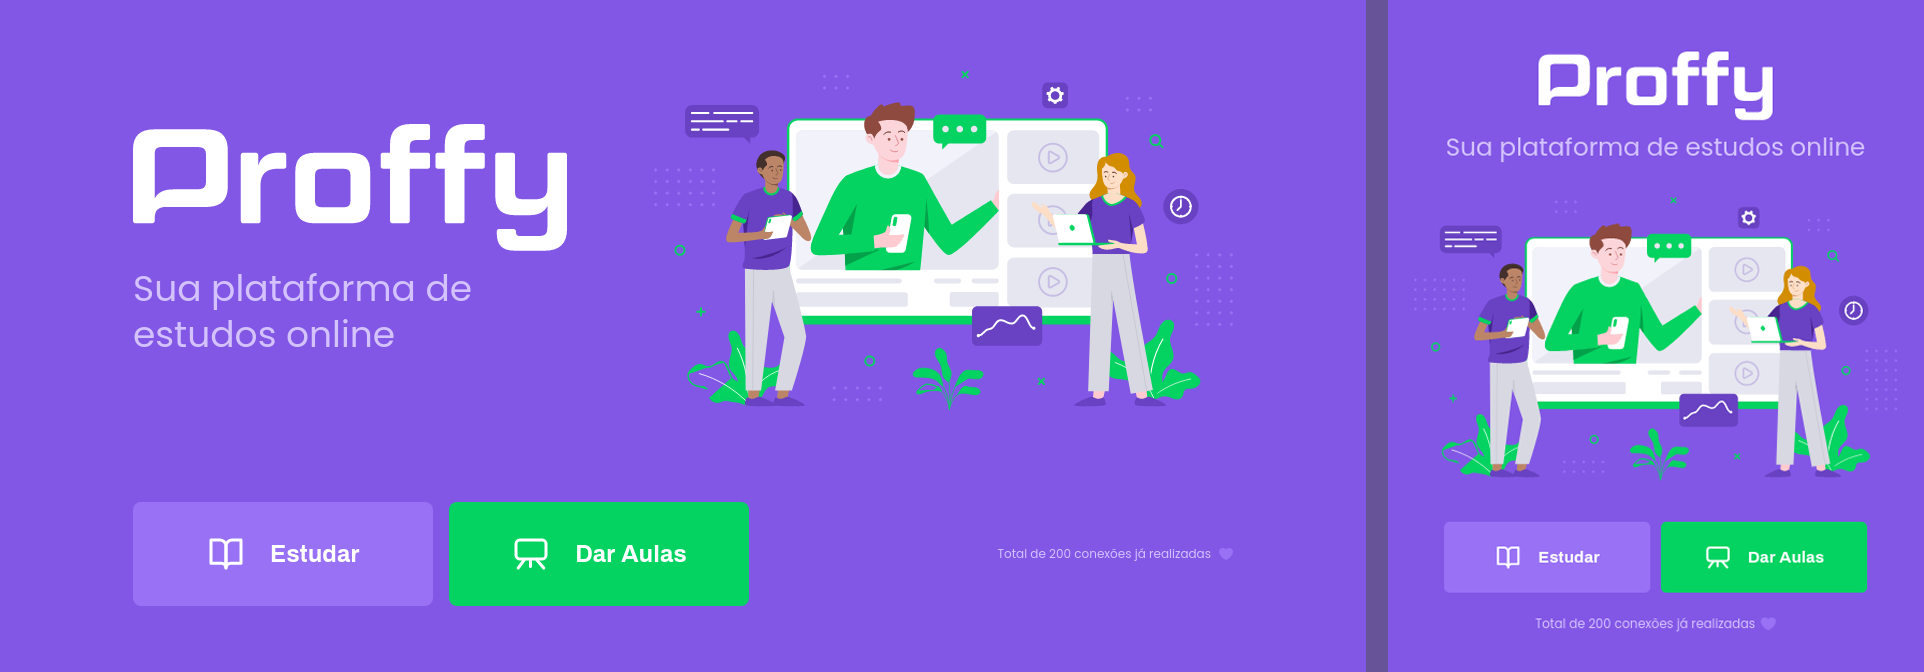 Proffy
Sua plataforma de
estudos online
Estudar
Dar Aulas
Total de 200 conexões já realizadas
Proffy
Sua plataforma de estudos online
Estudar
Dar Aulas
Total de 200 conexões já realizadas